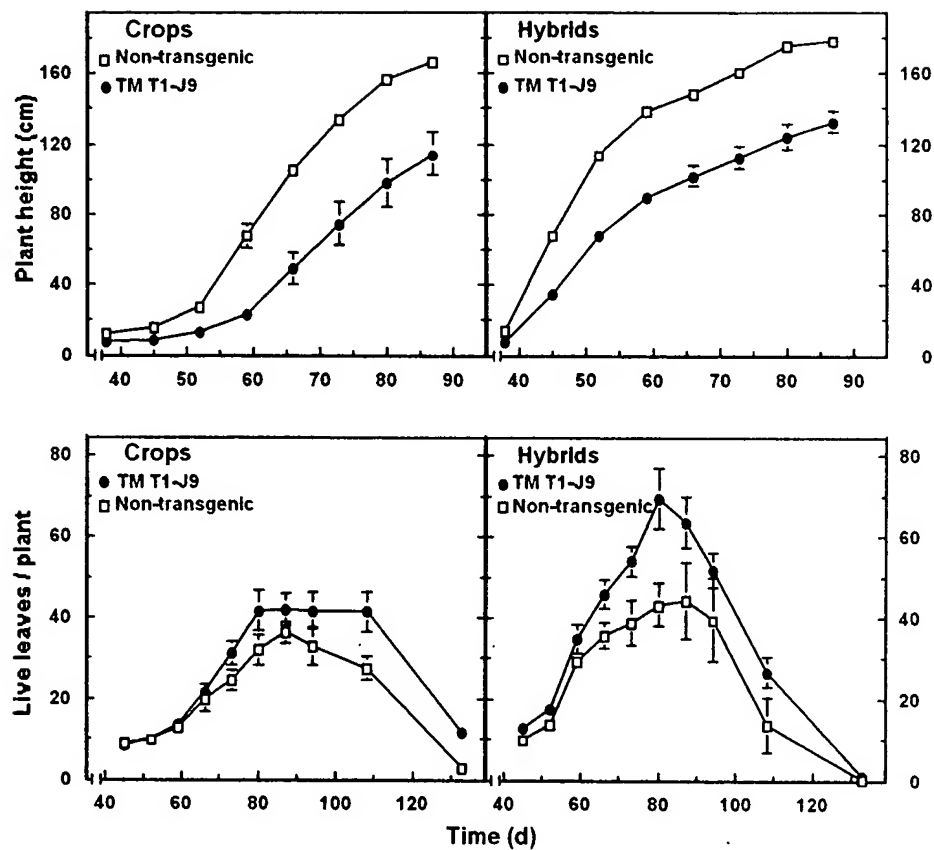 Crops
Non-transgenic
TM T1-J9
Hybrids
Non-transgenic
TM T1-J9
Plant height (cm)
160
120
80
40
0
160
120
80
40
0
40 50 60 70 80 90
40 50 60 70 80 90
Crops
TM T1-J9
Non-transgenic
Hybrids
TM T1-J9
Non-transgenic
Live leaves / plant
80
60
40
20
0
80
60
40
20
0
40 60 80 100 120
40 60 80 100 120
Time (d)